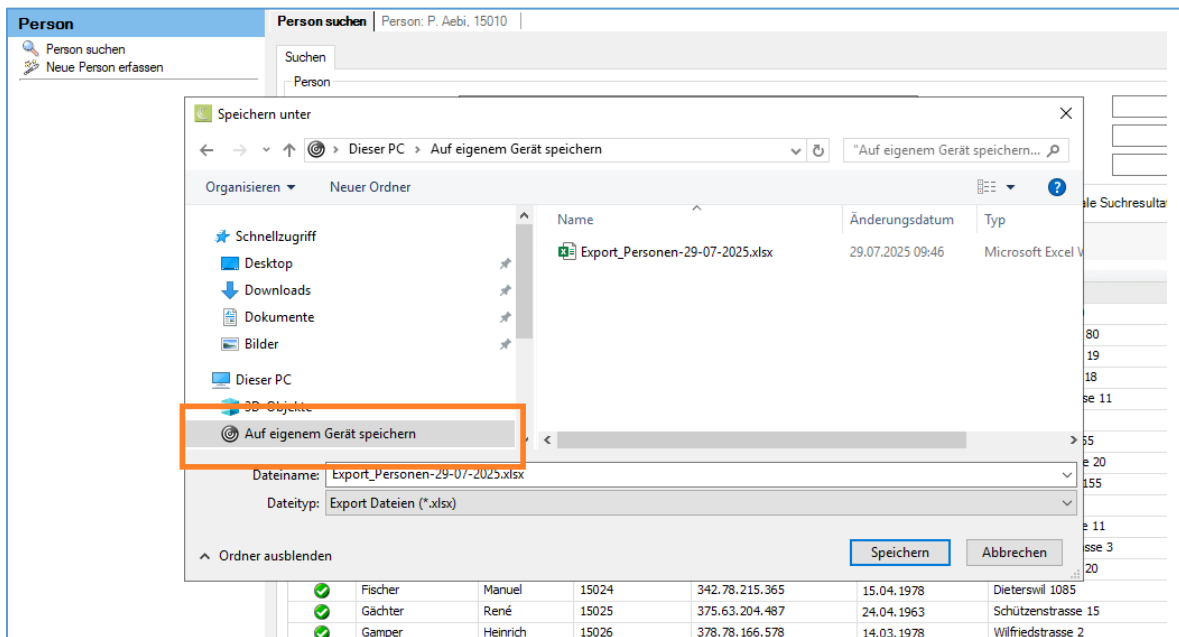 Person
Person suchen
Neue Person erfassen
Person suchen Person: P. Aebi, 15010
Suchen
Person
Speichern unter
Dieser PC > Auf eigenem Gerät speichern
"Auf eigenem Gerät speichern...
Organisieren Neuer Ordner
ale Suchresulta
Schnellzugriff
Desktop
Downloads
Dokumente
Bilder
Dieser PC
3D-Objekte
Auf eigenem Gerät speichern
Name Änderungsdatum Typ
Export_Personen-29-07-2025.xlsx 29.07.2025 09:46 Microsoft Excel
80
19
18
se 11
55
e 20
155
e 11
sse 3
20
Dateiname: Export_Personen-29-07-2025.xlsx
Dateityp: Export Dateien (*.xlsx)
Ordner ausblenden
Speichern Abbrechen
Fischer Manuel 15024 342.78.215.365 15.04.1978 Dieterswil 1085
Gächter René 15025 375.63.204.487 24.04.1963 Schützenstrasse 15
Gamper Heinrich 15026 378.78.166.578 14.03.1978 Wilfriedstrasse 2